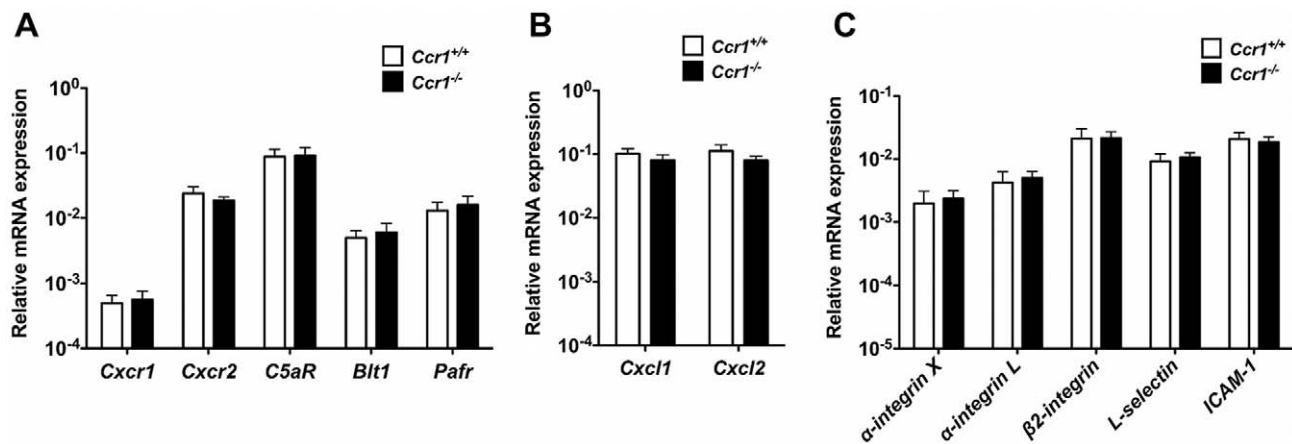 A
Ccr1+/+
Ccr1-/-
Relative mRNA expression
10^0
10^-1
10^-2
10^-3
10^-4
Cxcr1 Cxcr2 C5aR Blt1 Pafr
B
Ccr1+/+
Ccr1-/-
Relative mRNA expression
10^0
10^-1
10^-2
10^-3
10^-4
Cxcl1 Cxcl2
C
Ccr1+/+
Ccr1-/-
Relative mRNA expression
10^-1
10^-2
10^-3
10^-4
10^-5
α-integrin X
α-integrin L
β2-integrin
L-selectin
ICAM-1